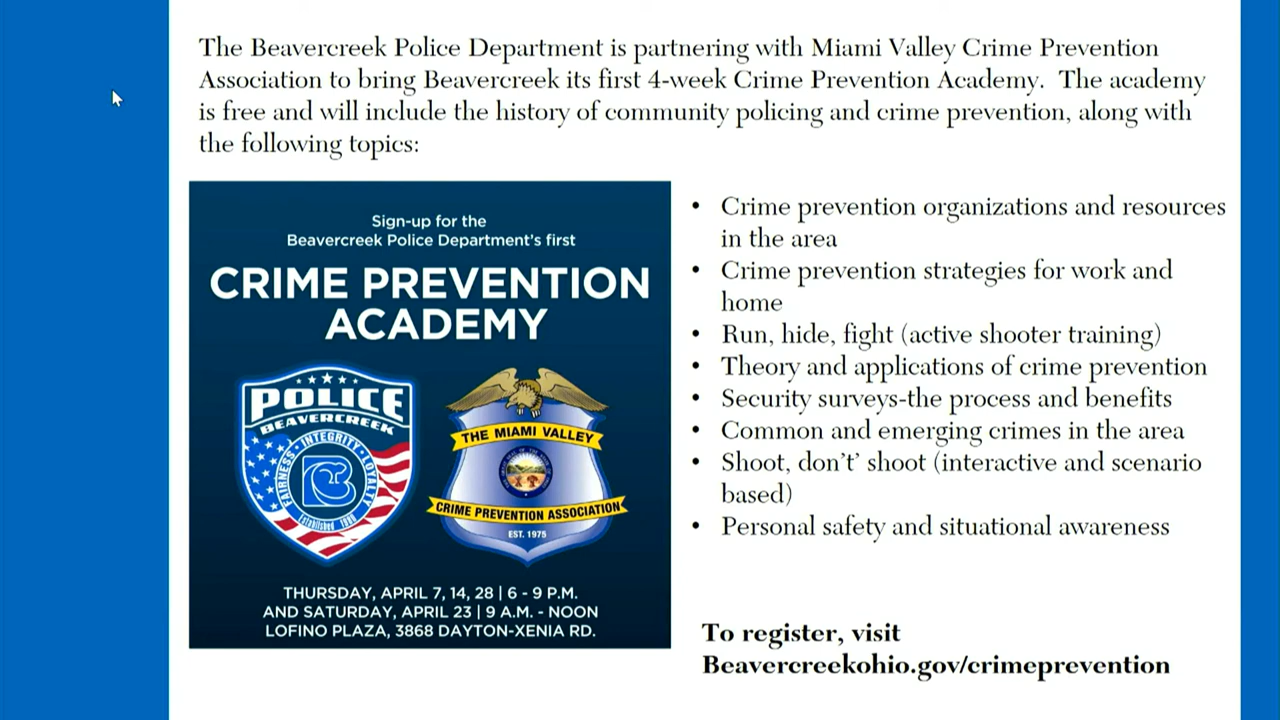 The Beavercreek Police Department is partnering with Miami Valley Crime Prevention
Association to bring Beavercreek its first 4-week Crime Prevention Academy.  The academy
is free and will include the history of community policing and crime prevention, along with
the following topics:
Sign-up for the
Beavercreek Police Department's first
CRIME PREVENTION
ACADEMY
POLICE
BEAVERCREEK
FAIRNESS · INTEGRITY · LOYALTY
Established 1980
THE MIAMI VALLEY
CRIME PREVENTION ASSOCIATION
EST. 1975
THURSDAY, APRIL 7, 14, 28 | 6 - 9 P.M.
AND SATURDAY, APRIL 23 | 9 A.M. - NOON
LOFINO PLAZA, 3868 DAYTON-XENIA RD.
• Crime prevention organizations and resources
in the area
• Crime prevention strategies for work and
home
• Run, hide, fight (active shooter training)
• Theory and applications of crime prevention
• Security surveys-the process and benefits
• Common and emerging crimes in the area
• Shoot, don't' shoot (interactive and scenario
based)
• Personal safety and situational awareness
To register, visit
Beavercreekohio.gov/crimeprevention